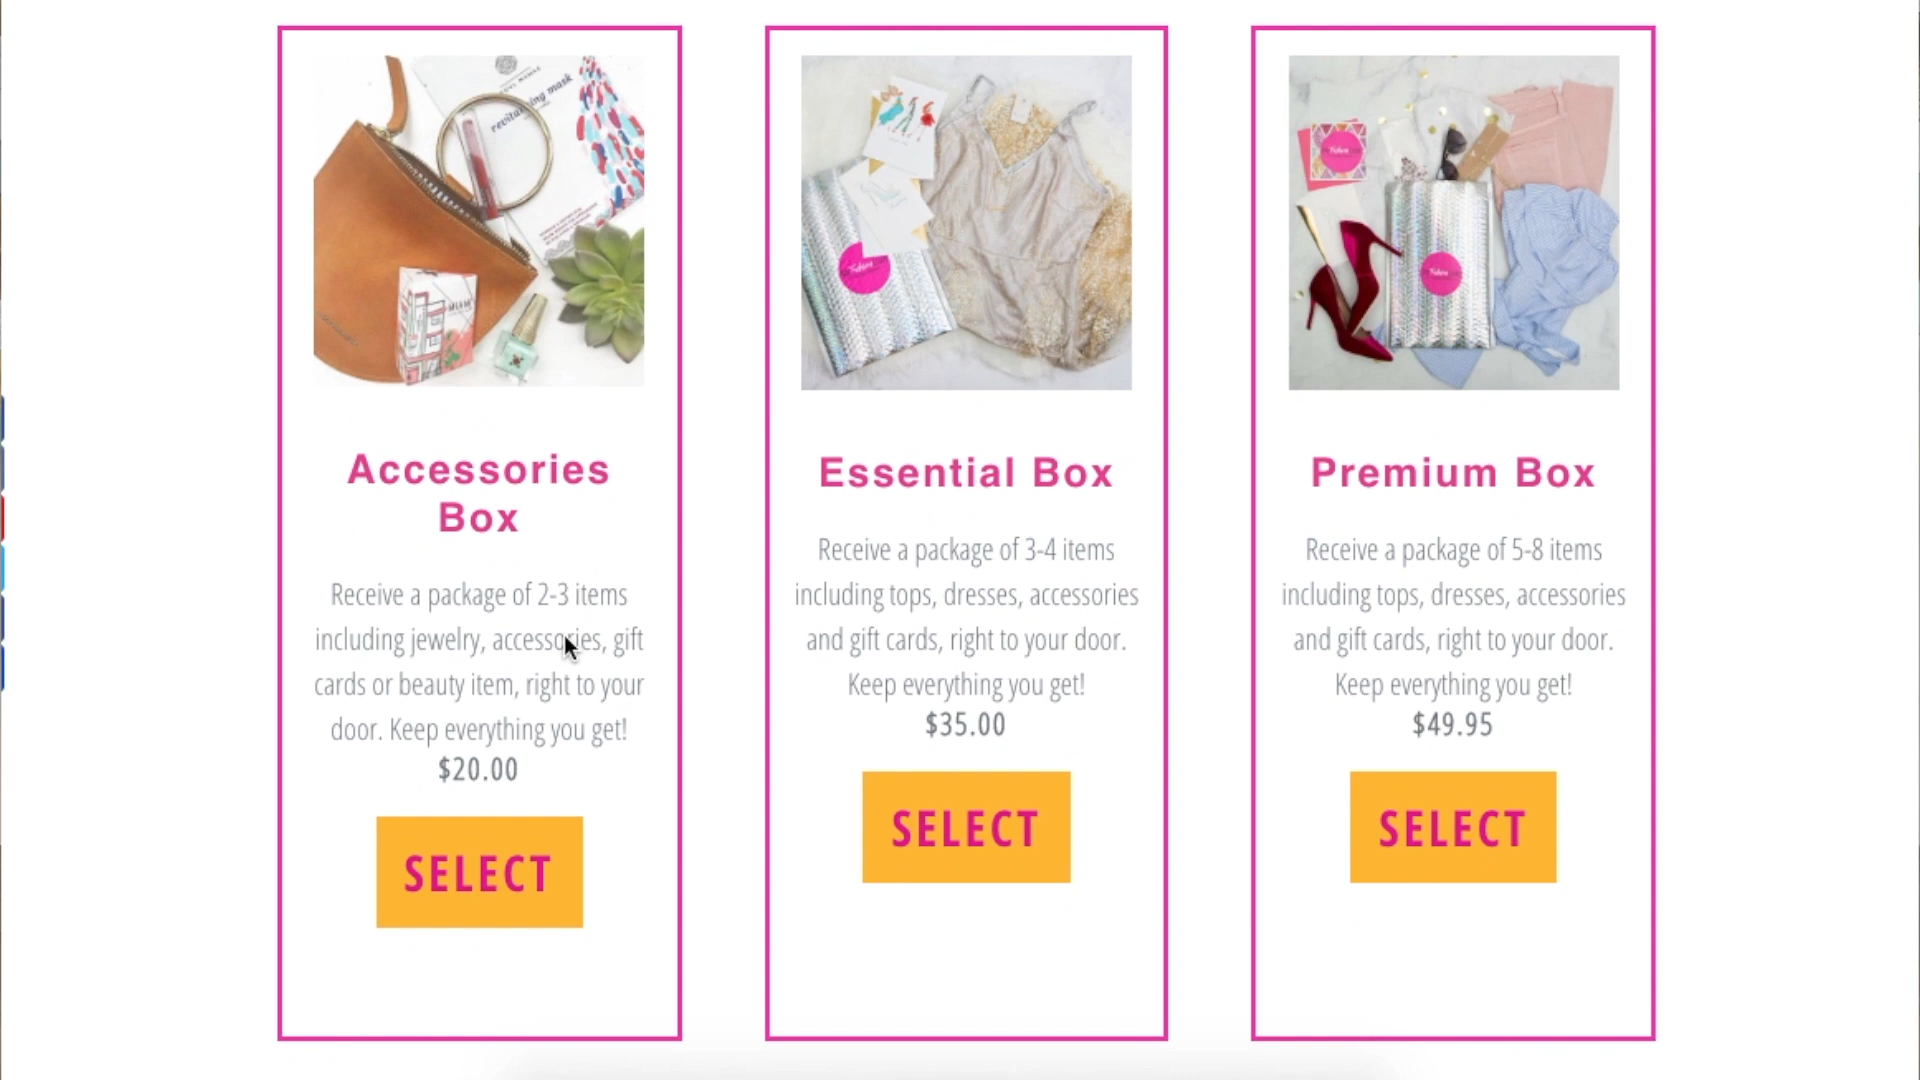 revitalizing mask
MIAMI
Accessories
Box
Receive a package of 2-3 items
including jewelry, accessories, gift
cards or beauty item, right to your
door. Keep everything you get!
$20.00
SELECT
Essential Box
Receive a package of 3-4 items
including tops, dresses, accessories
and gift cards, right to your door.
Keep everything you get!
$35.00
SELECT
Premium Box
Receive a package of 5-8 items
including tops, dresses, accessories
and gift cards, right to your door.
Keep everything you get!
$49.95
SELECT